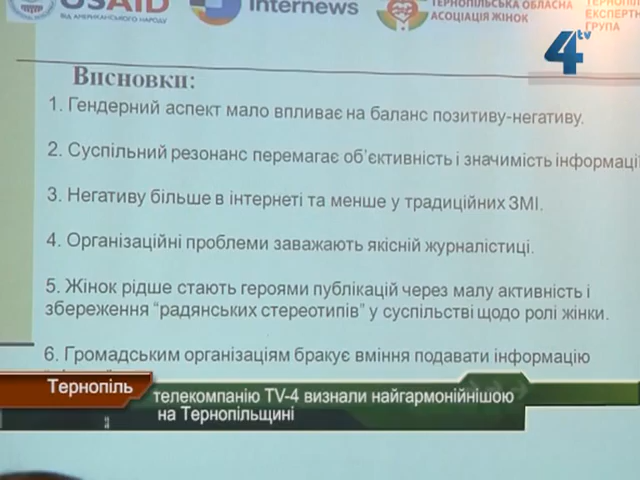 USAID
ВІД АМЕРИКАНСЬКОГО НАРОДУ
Internews
ТЕРНОПІЛЬСЬКА ОБЛАСНА
АСОЦІАЦІЯ ЖІНОК
ЕКСПЕРТН
ГРУПА
4 tv
Висновки:
1. Гендерний аспект мало впливає на баланс позитиву-негативу.
2. Суспільний резонанс перемагає об'єктивність і значимість інформації
3. Негативу більше в інтернеті та менше у традиційних ЗМІ.
4. Організаційні проблеми заважають якісній журналістиці.
5. Жінок рідше стають героями публікацій через малу активність і
збереження “радянських стереотипів” у суспільстві щодо ролі жінки.
6. Громадським організаціям бракує вміння подавати інформацію
Тернопіль
телекомпанію TV-4 визнали найгармонійнішою
на Тернопільщині